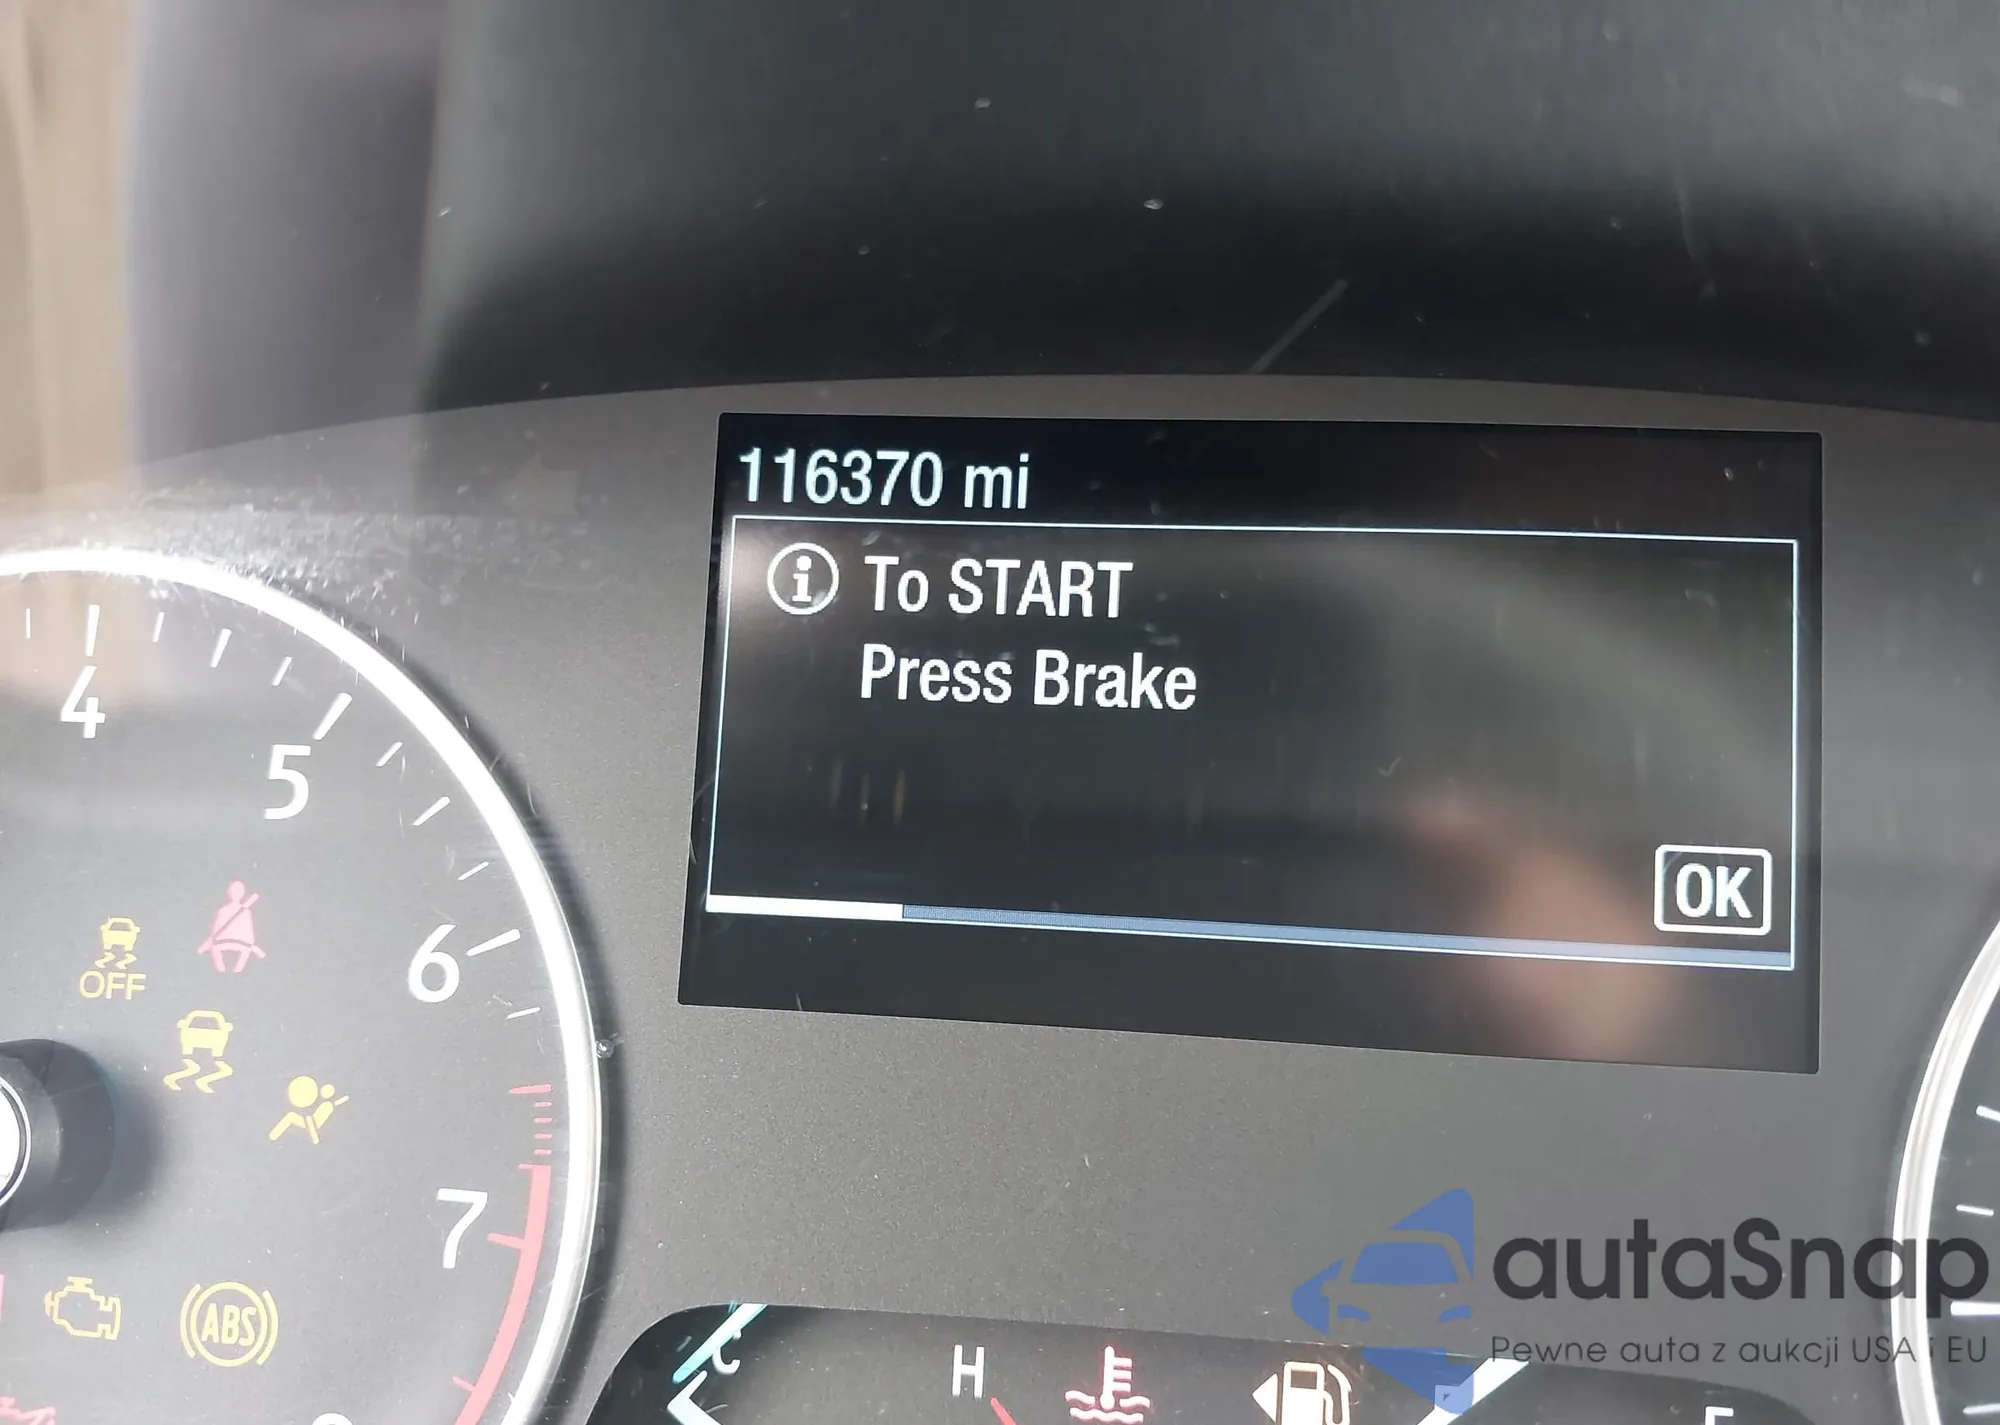 116370 mi
i To START
Press Brake
OK
4
5
6
7
OFF
ABS
C
H
autaSnap
Pewne auta z aukcji USA i EU